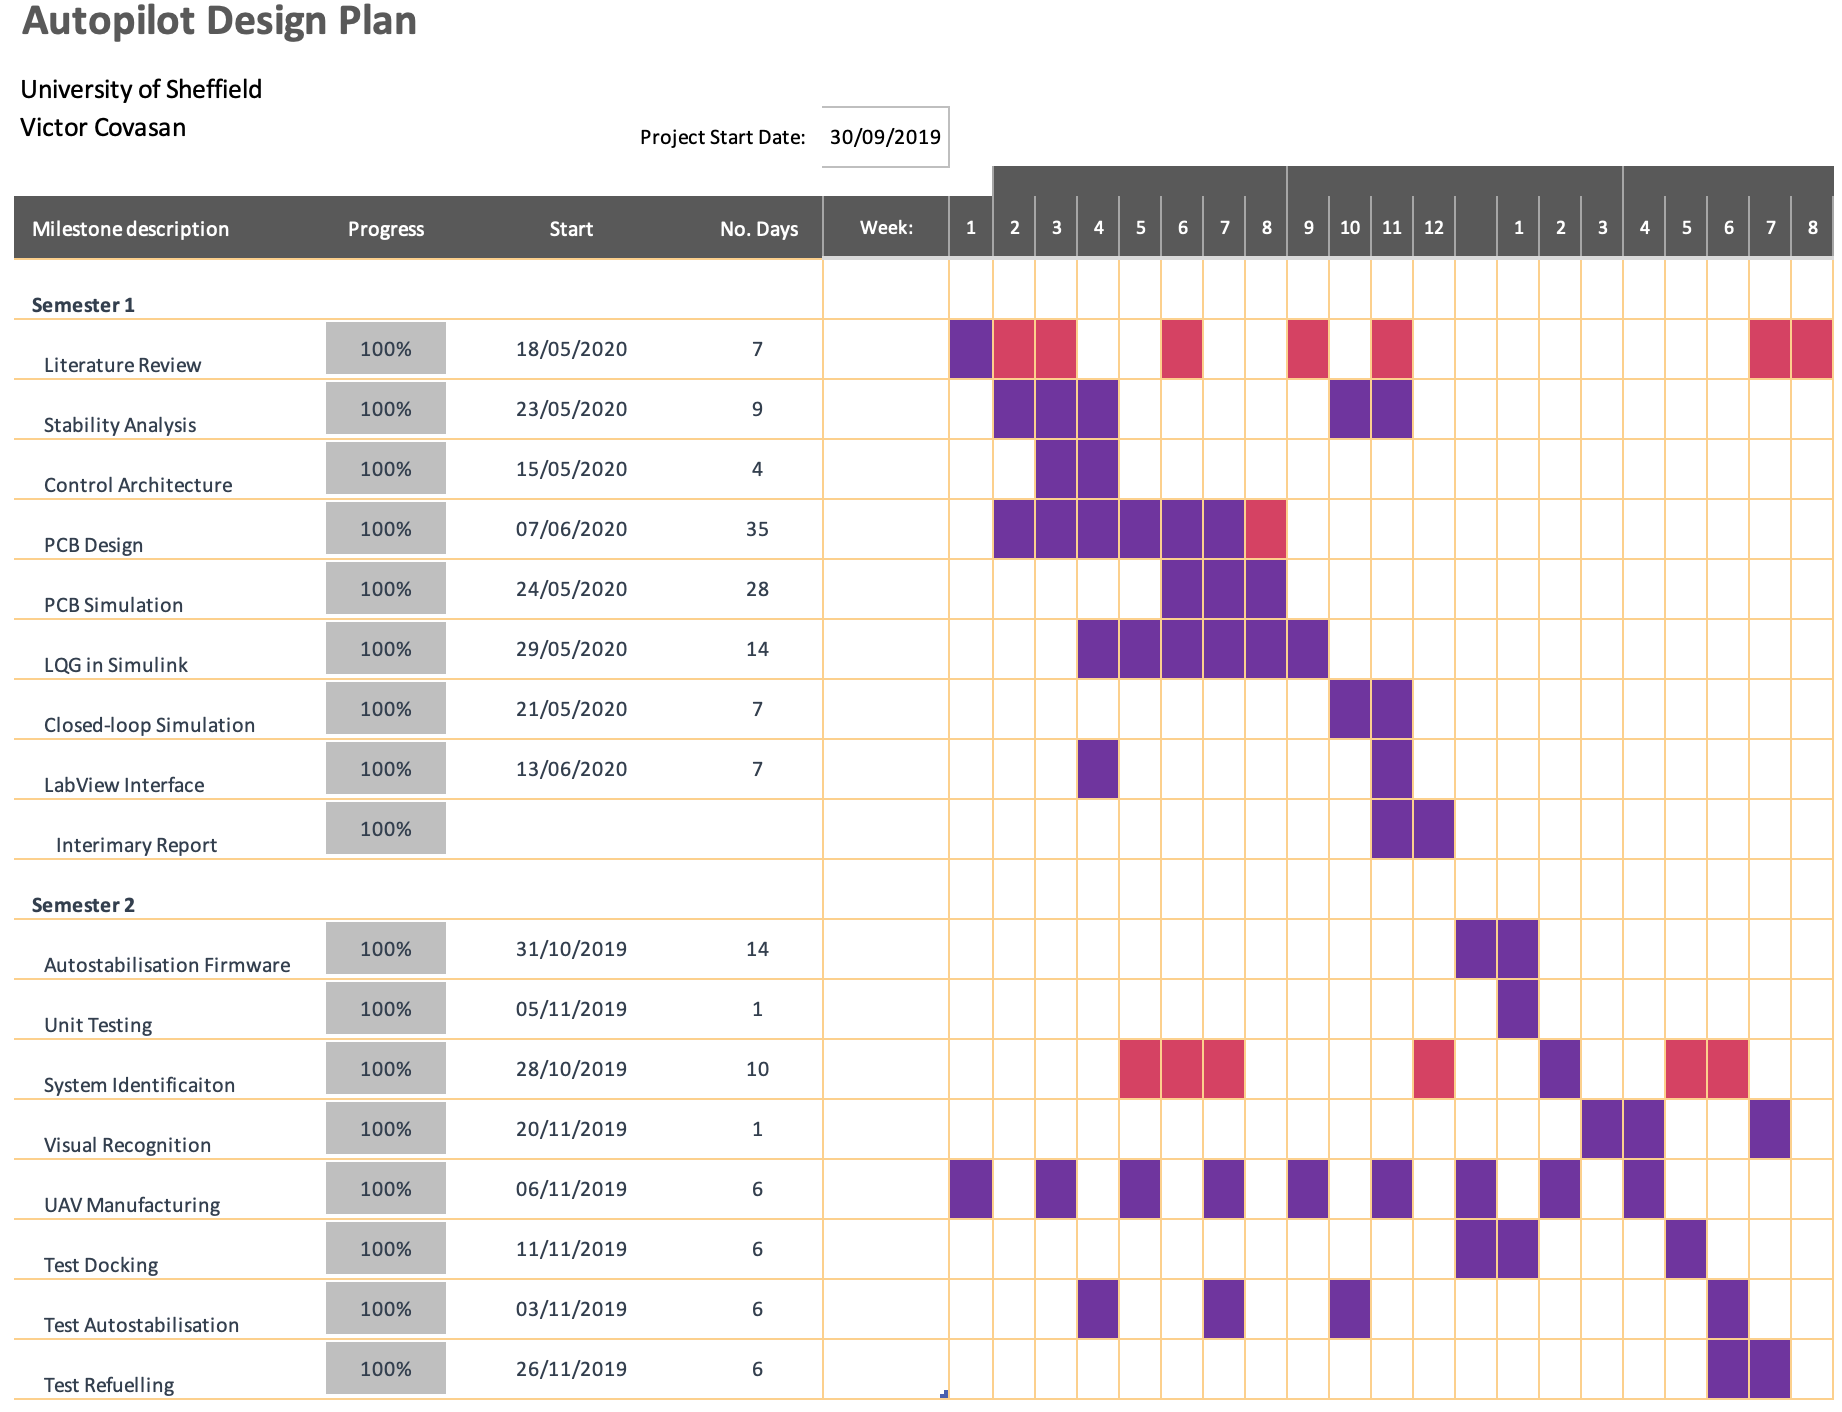 Autopilot Design Plan
University of Sheffield
Victor Covasan
Project Start Date: 30/09/2019
Milestone description Progress Start No. Days Week: 1 2 3 4 5 6 7 8 9 10 11 12 1 2 3 4 5 6 7 8
Semester 1
Literature Review 100% 18/05/2020 7
Stability Analysis 100% 23/05/2020 9
Control Architecture 100% 15/05/2020 4
PCB Design 100% 07/06/2020 35
PCB Simulation 100% 24/05/2020 28
LQG in Simulink 100% 29/05/2020 14
Closed-loop Simulation 100% 21/05/2020 7
LabView Interface 100% 13/06/2020 7
Interimary Report 100%
Semester 2
Autostabilisation Firmware 100% 31/10/2019 14
Unit Testing 100% 05/11/2019 1
System Identificaiton 100% 28/10/2019 10
Visual Recognition 100% 20/11/2019 1
UAV Manufacturing 100% 06/11/2019 6
Test Docking 100% 11/11/2019 6
Test Autostabilisation 100% 03/11/2019 6
Test Refuelling 100% 26/11/2019 6